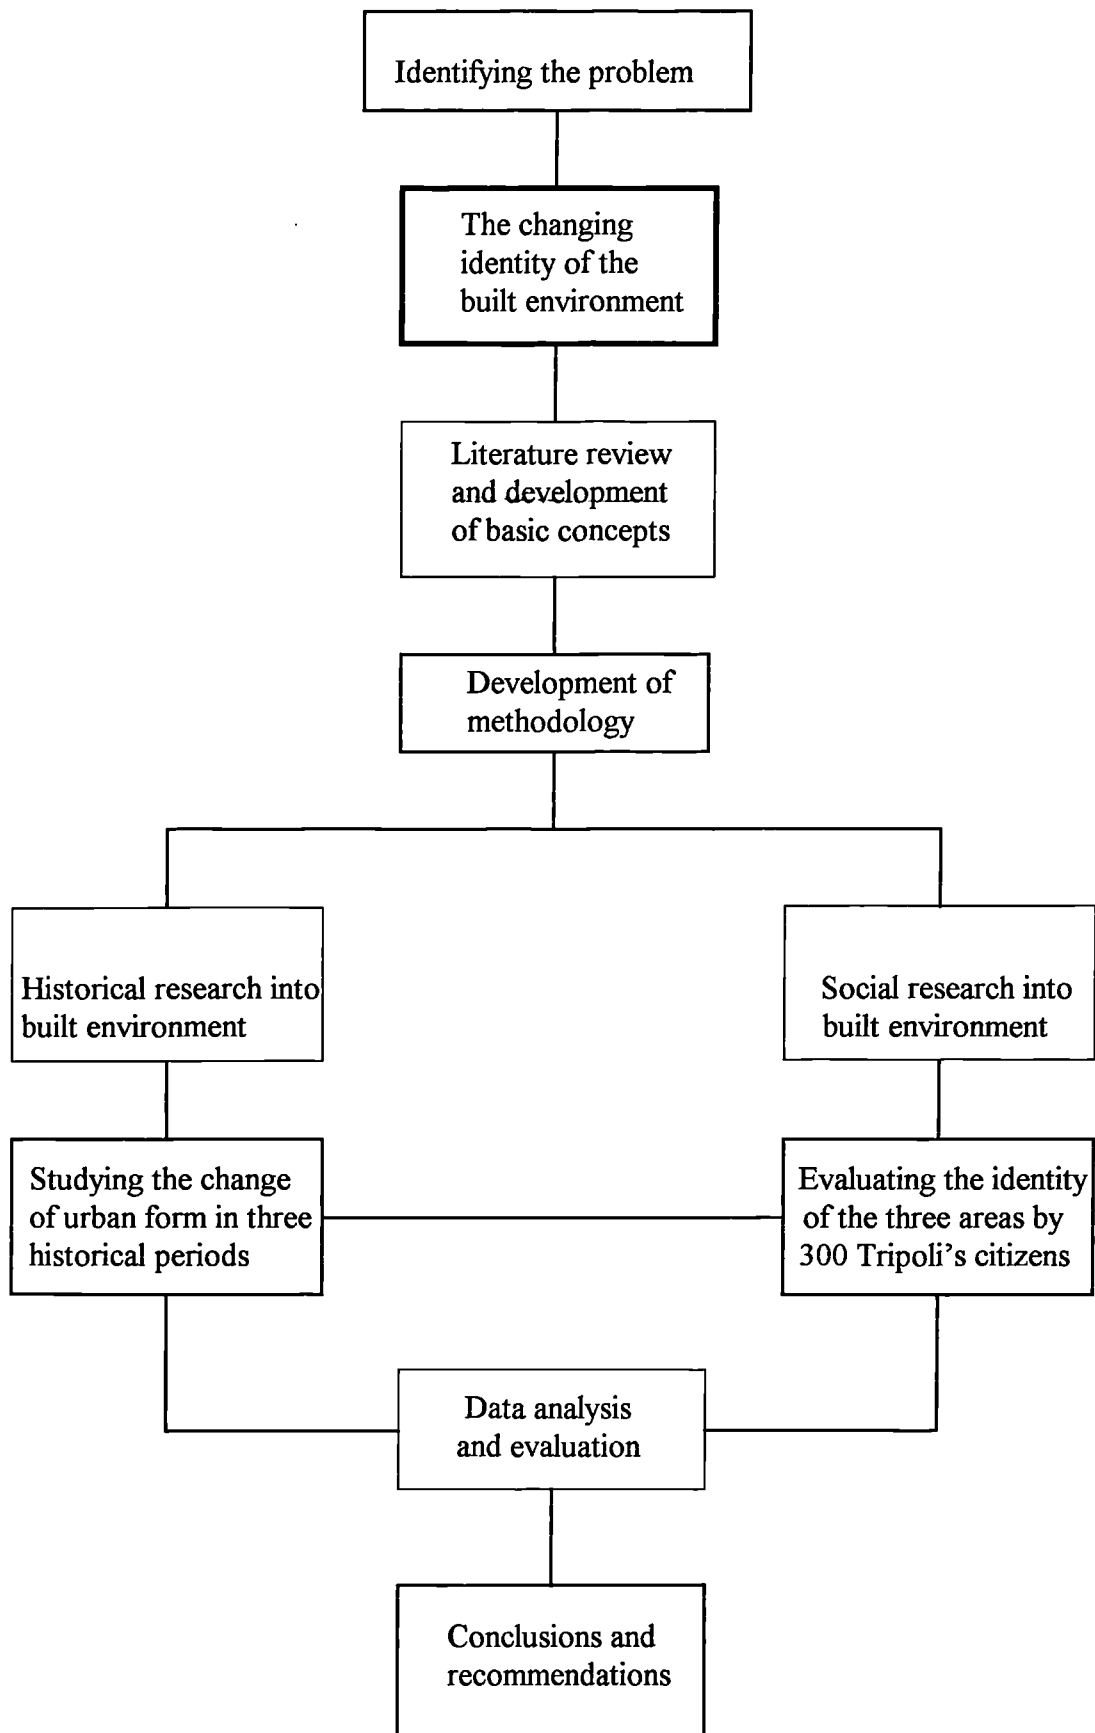 Identifying the problem
The changing
identity of the
built environment
Literature review
and development
of basic concepts
Development of
methodology
Historical research into
built environment
Social research into
built environment
Studying the change
of urban form in three
historical periods
Evaluating the identity
of the three areas by
300 Tripoli's citizens
Data analysis
and evaluation
Conclusions and
recommendations